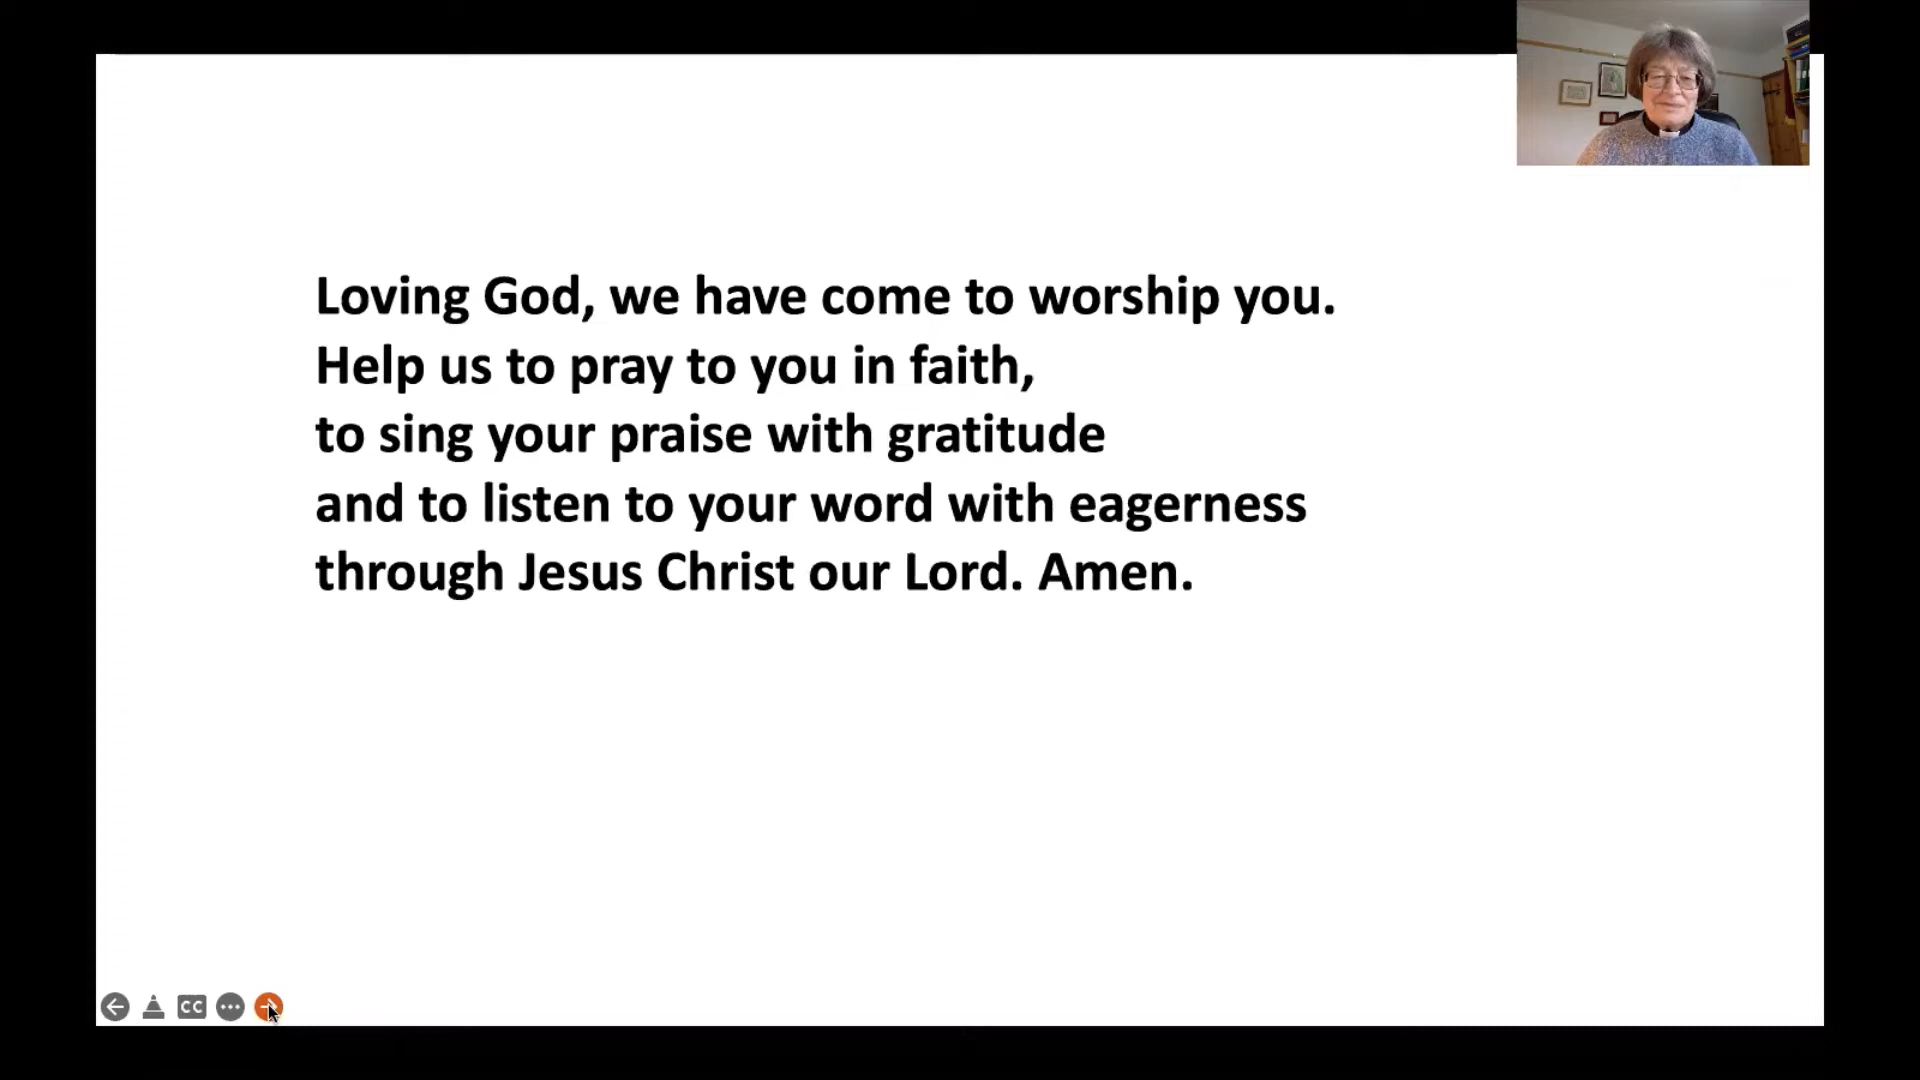 Loving God, we have come to worship you.
Help us to pray to you in faith,
to sing your praise with gratitude
and to listen to your word with eagerness
through Jesus Christ our Lord. Amen.
CC